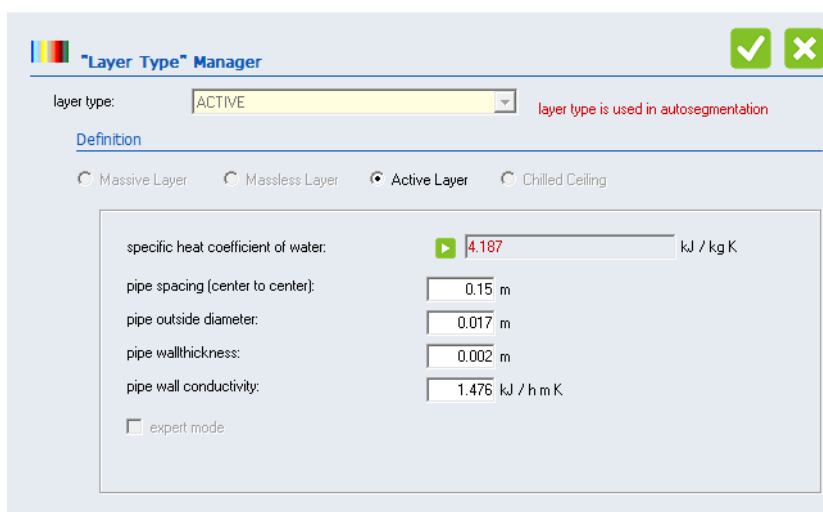 "Layer Type" Manager
layer type: ACTIVE layer type is used in autosegmentation
Definition
Massive Layer Massless Layer Active Layer Chilled Ceiling
specific heat coefficient of water: 4.187 kJ / kg K
pipe spacing (center to center): 0.15 m
pipe outside diameter: 0.017 m
pipe wallthickness: 0.002 m
pipe wall conductivity: 1.476 kJ / h m K
expert mode